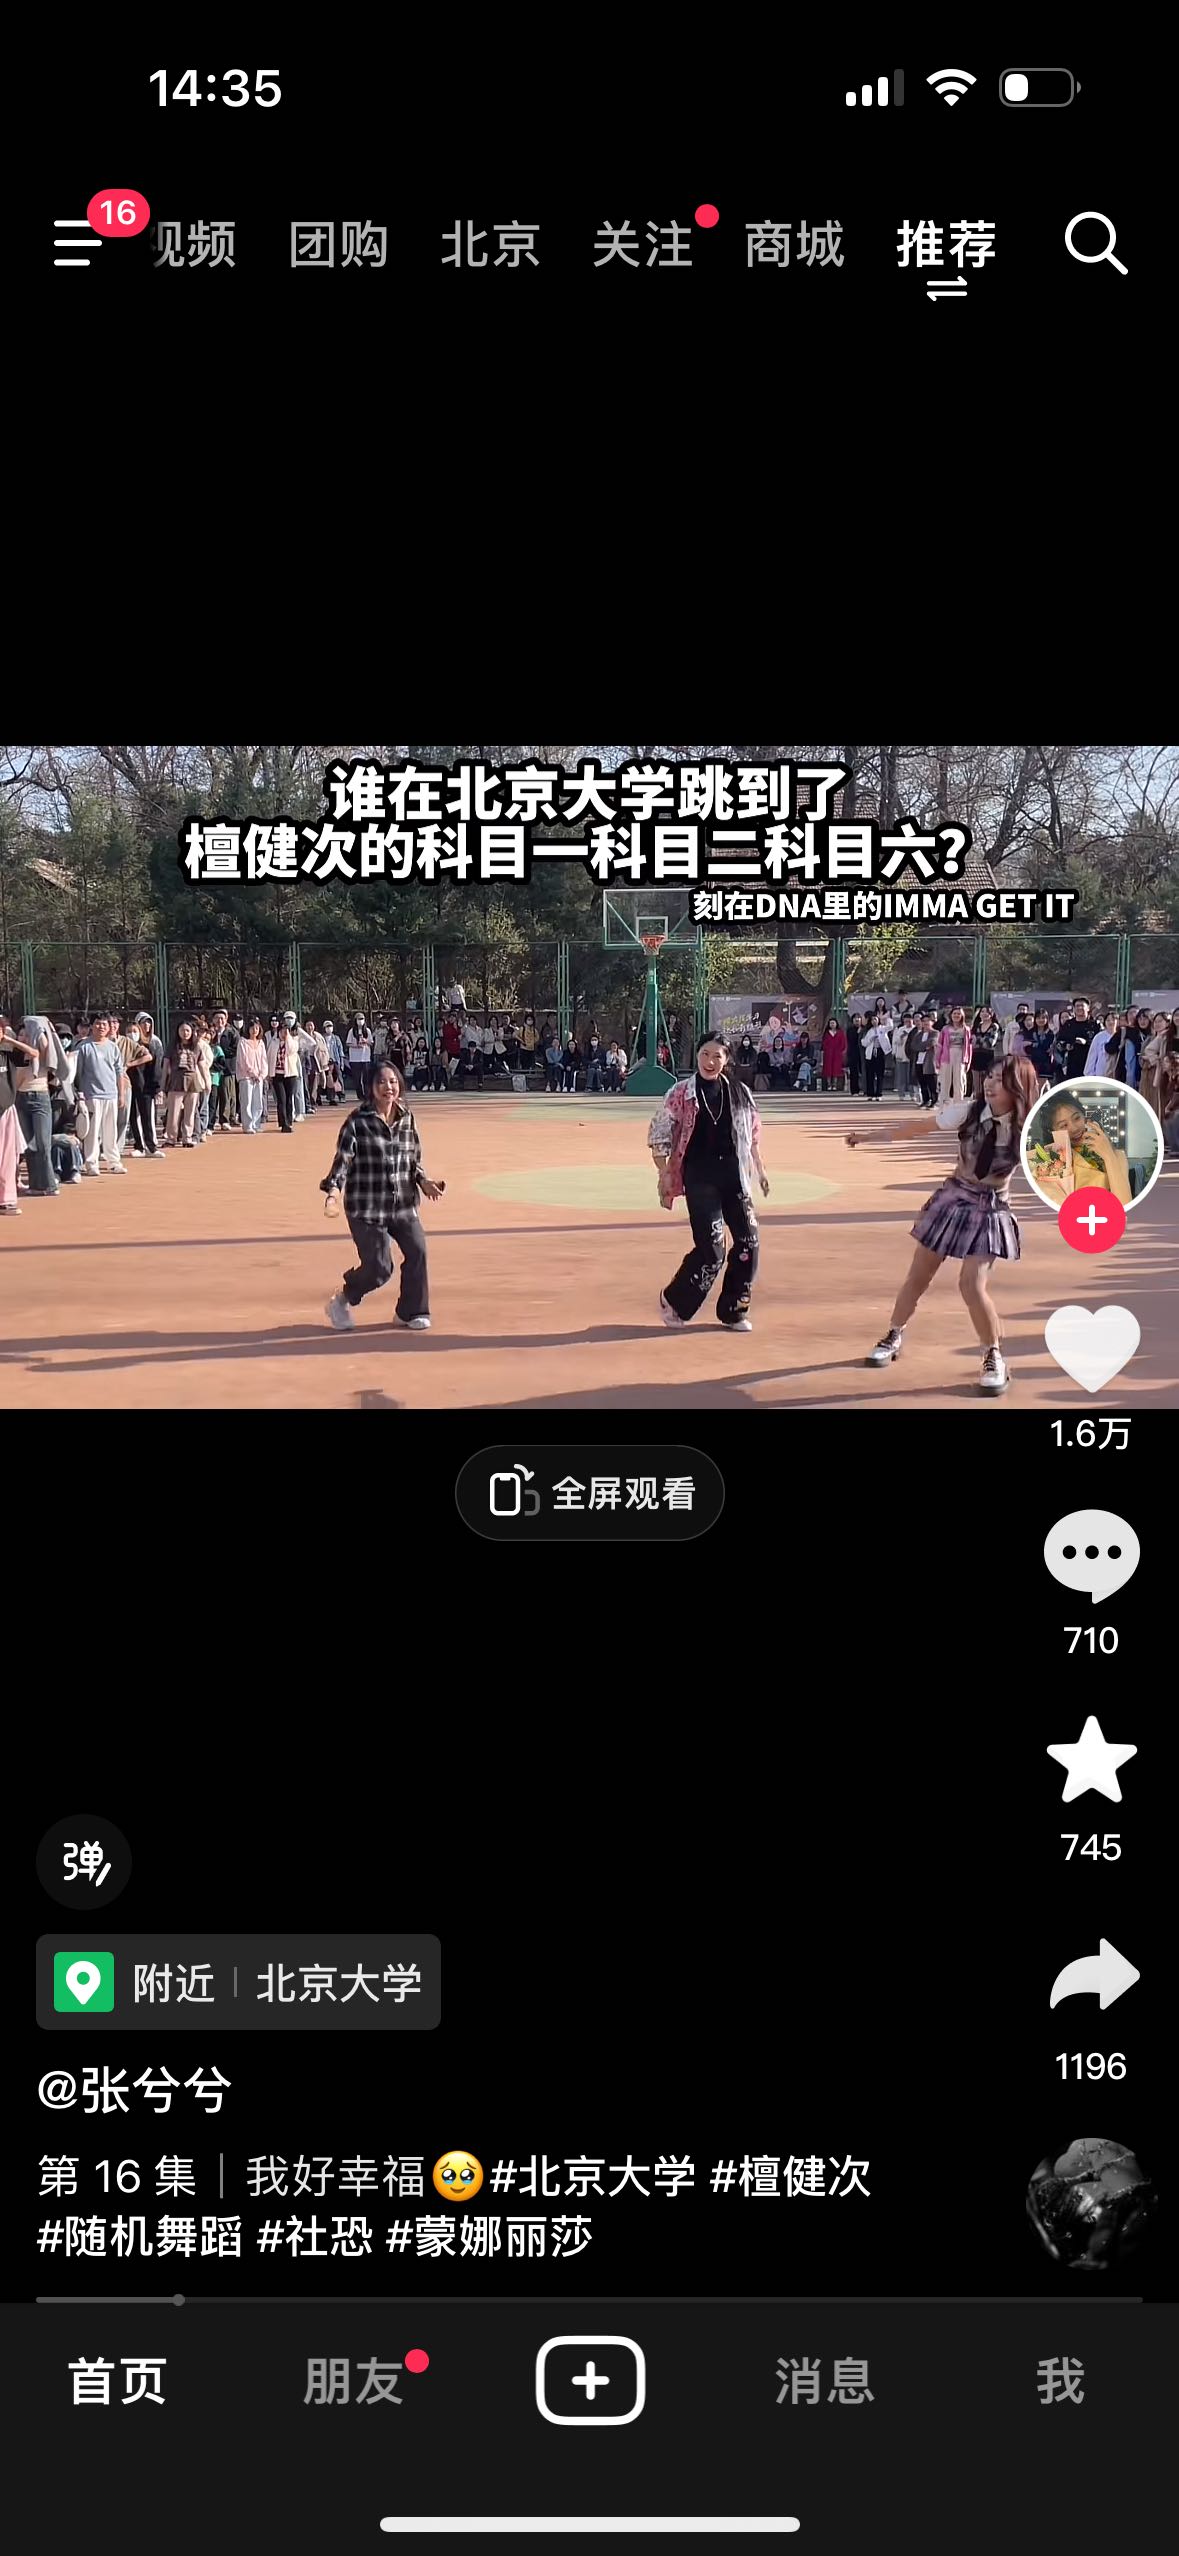 14:35
16
视频 团购 北京 关注 商城 推荐
谁在北京大学跳到了
檀健次的科目一科目二科目六？
刻在DNA里的IMMA GET IT
1.6万
全屏观看
710
745
弹
附近 | 北京大学
1196
@张兮兮
第 16 集 | 我好幸福🥹#北京大学 #檀健次
#随机舞蹈 #社恐 #蒙娜丽莎
首页 朋友 消息 我